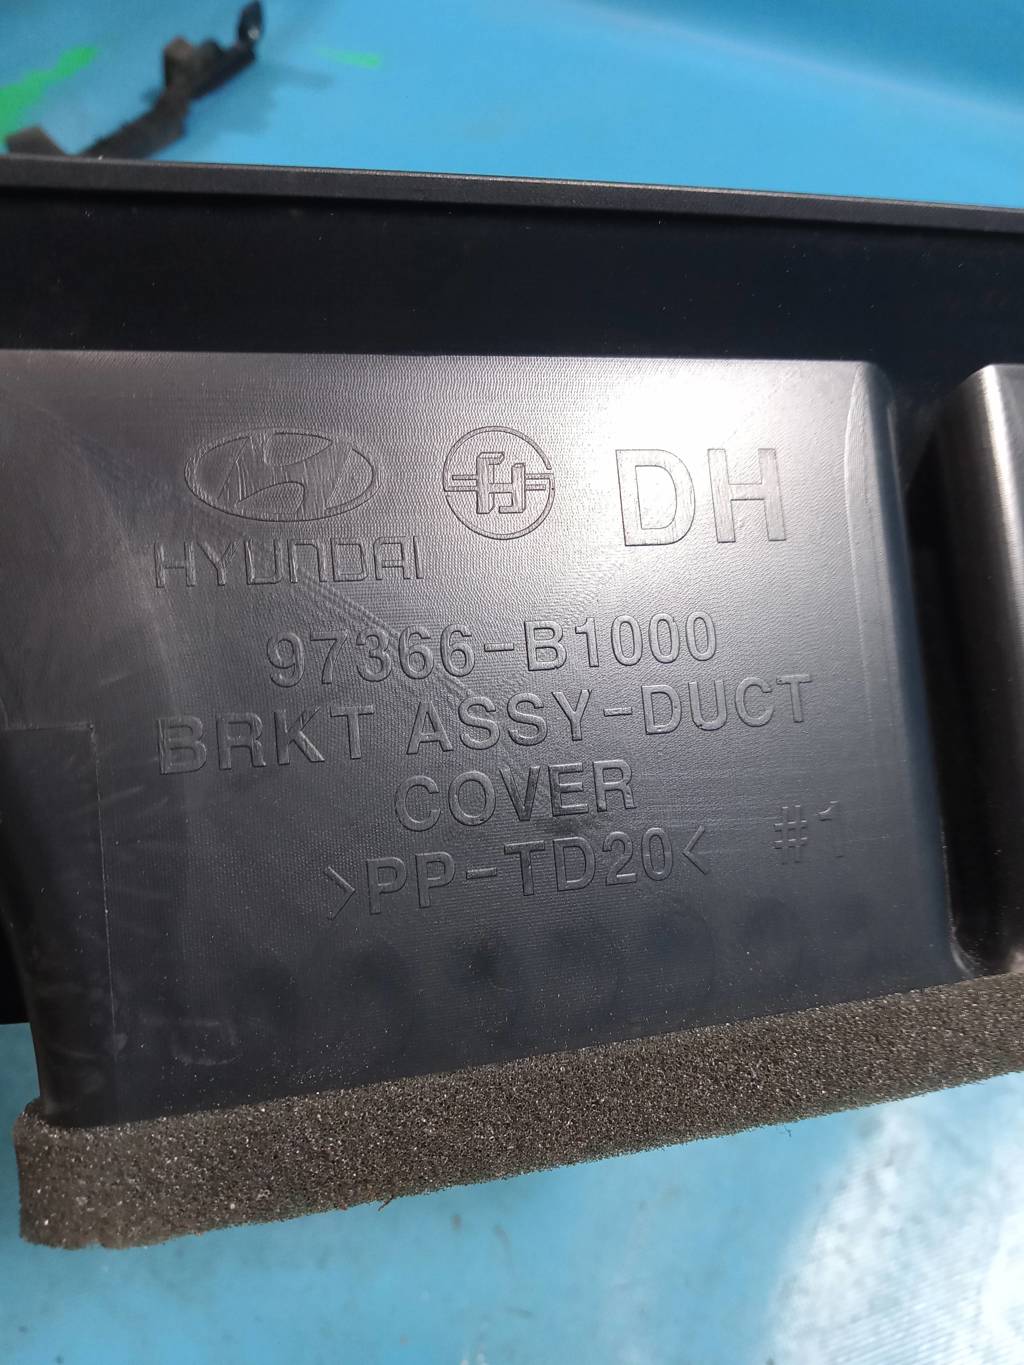 HYUNDAI
DH
97366-B1000
BRKT ASSY-DUCT
COVER
>PP-TD20<
#1